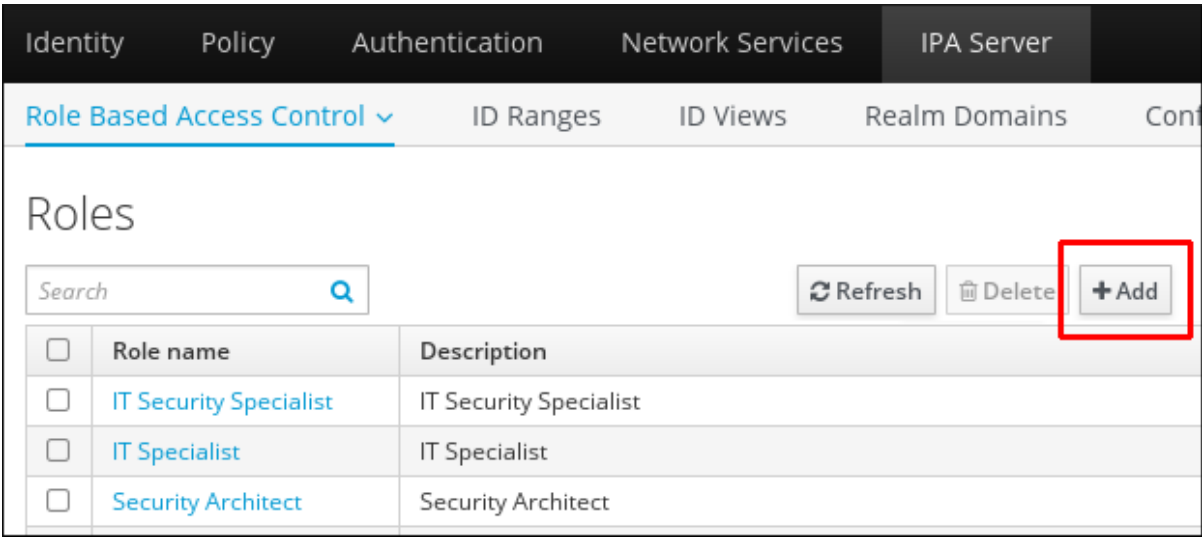 Identity Policy Authentication Network Services IPA Server
Role Based Access Control ID Ranges ID Views Realm Domains
Roles
Search Refresh Delete Add
Role name Description
IT Security Specialist IT Security Specialist
IT Specialist IT Specialist
Security Architect Security Architect